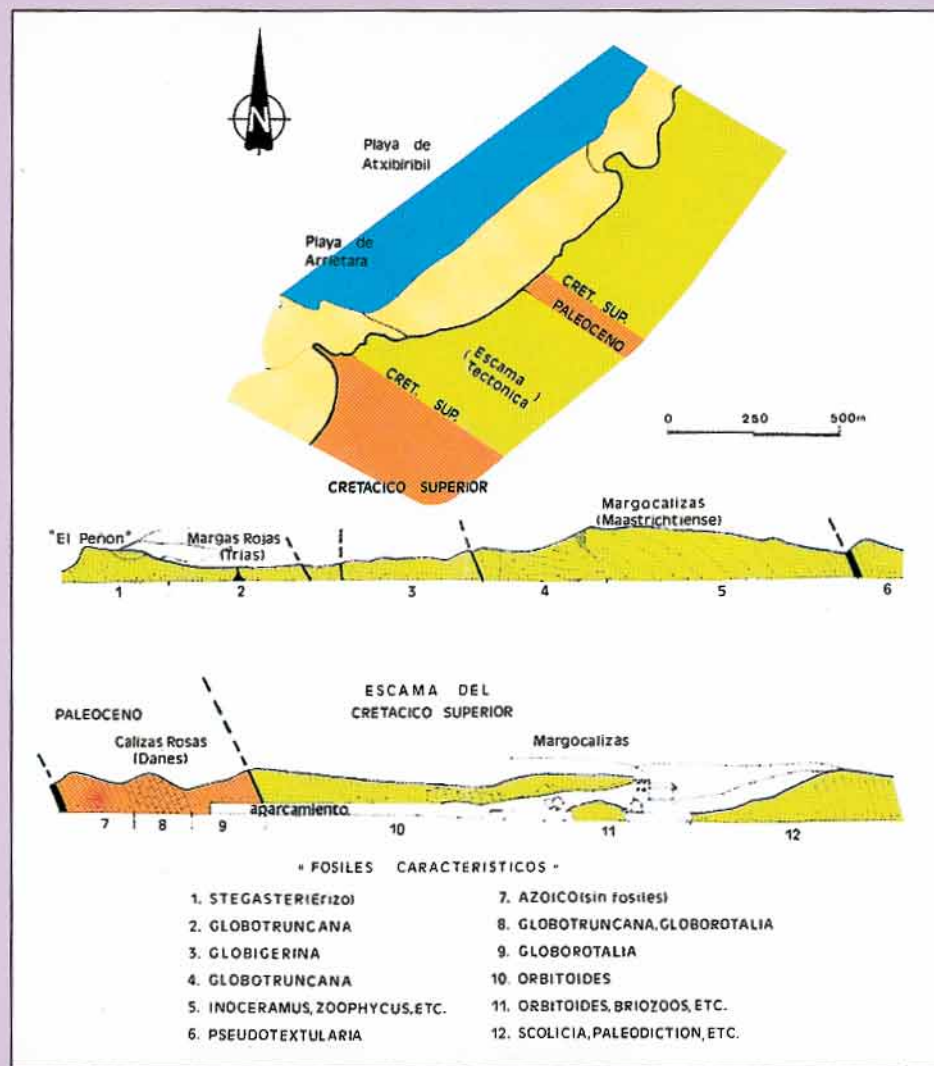 N
Playa de
Atxibiribil
Playa de
Arriétara
CRET. SUP.
PALEOCENO
Escama
(Tectonica)
CRET. SUP.
0 250 500m
CRETACICO SUPERIOR
"El Peñon"
Margas Rojas
(Trias)
Margocalizas
(Maastrichtiense)
1 2 3 4 5 6
PALEOCENO
ESCAMA DEL
CRETACICO SUPERIOR
Calizas Rosas
(Danes)
Margocalizas
aparcamiento
7 8 9 10 11 12
" FOSILES CARACTERISTICOS "
1. STEGASTER(Erizo)
2. GLOBOTRUNCANA
3. GLOBIGERINA
4. GLOBOTRUNCANA
5. INOCERAMUS, ZOOPHYCUS, ETC.
6. PSEUDOTEXTULARIA
7. AZOICO(sin fosiles)
8. GLOBOTRUNCANA, GLOBOROTALIA
9. GLOBOROTALIA
10. ORBITOIDES
11. ORBITOIDES, BRIOZOOS, ETC.
12. SCOLICIA, PALEODICTION, ETC.